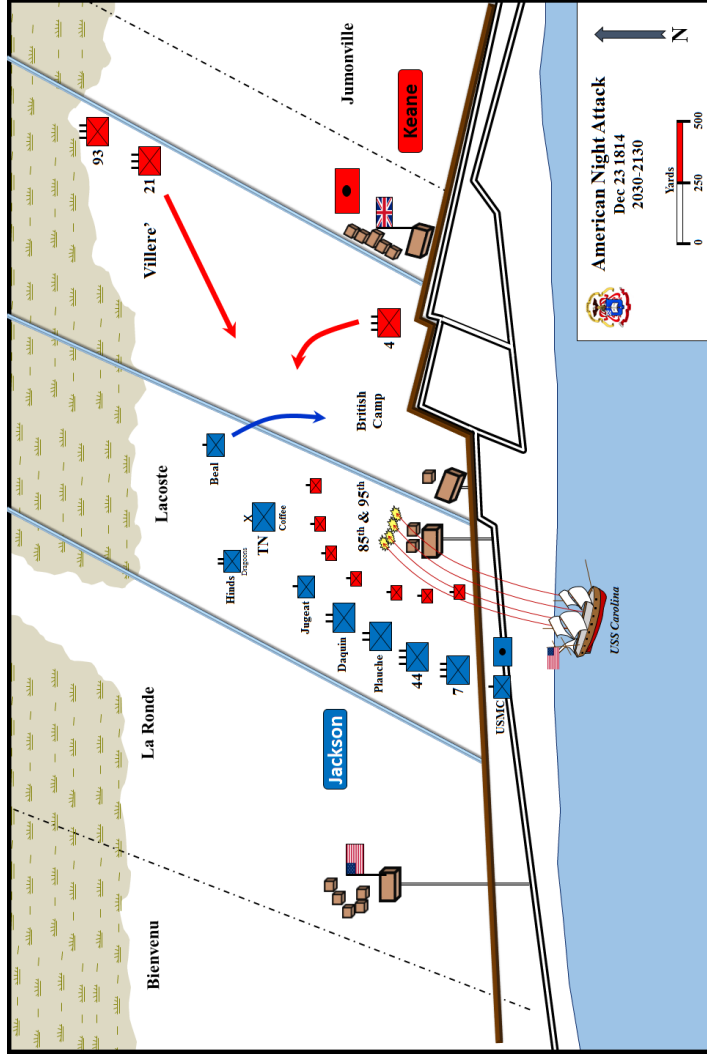 Bienvenu
La Ronde
Lacoste
Villere’
Jumonville
93
21
Keane
4
British
Camp
Beal
TN
Coffee
Hinds
Dragoons
Jugeat
Daquin
Plauche
44
7
85th & 95th
USMC
Jackson
USS Carolina
American Night Attack
Dec 23 1814
2030-2130
Yards
0
250
500
N